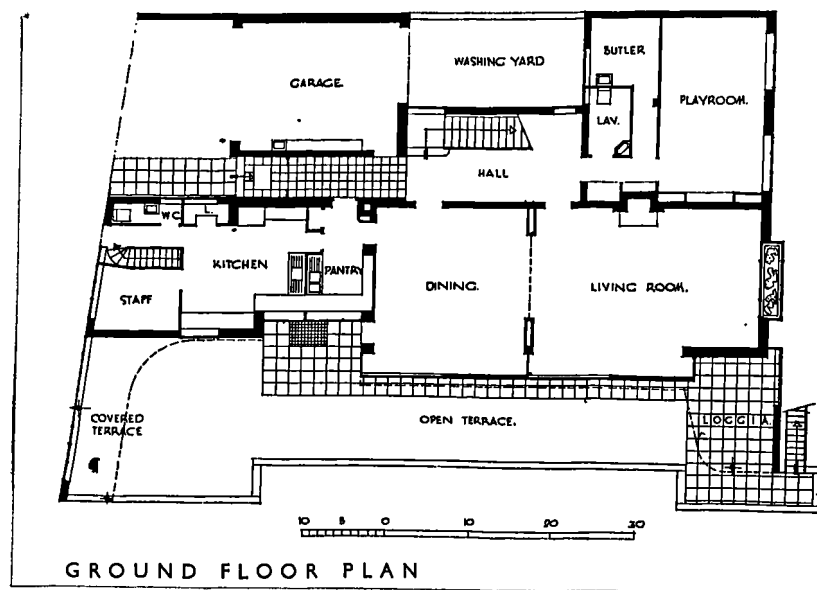 GARAGE.
WASHING YARD
BUTLER
PLAYROOM.
LAV.
HALL
W.C.
L.
KITCHEN
PANTRY
DINING.
LIVING ROOM.
STAFF
COVERED
TERRACE
OPEN TERRACE.
LOGGIA.
10 5 0 10 20 30
GROUND FLOOR PLAN